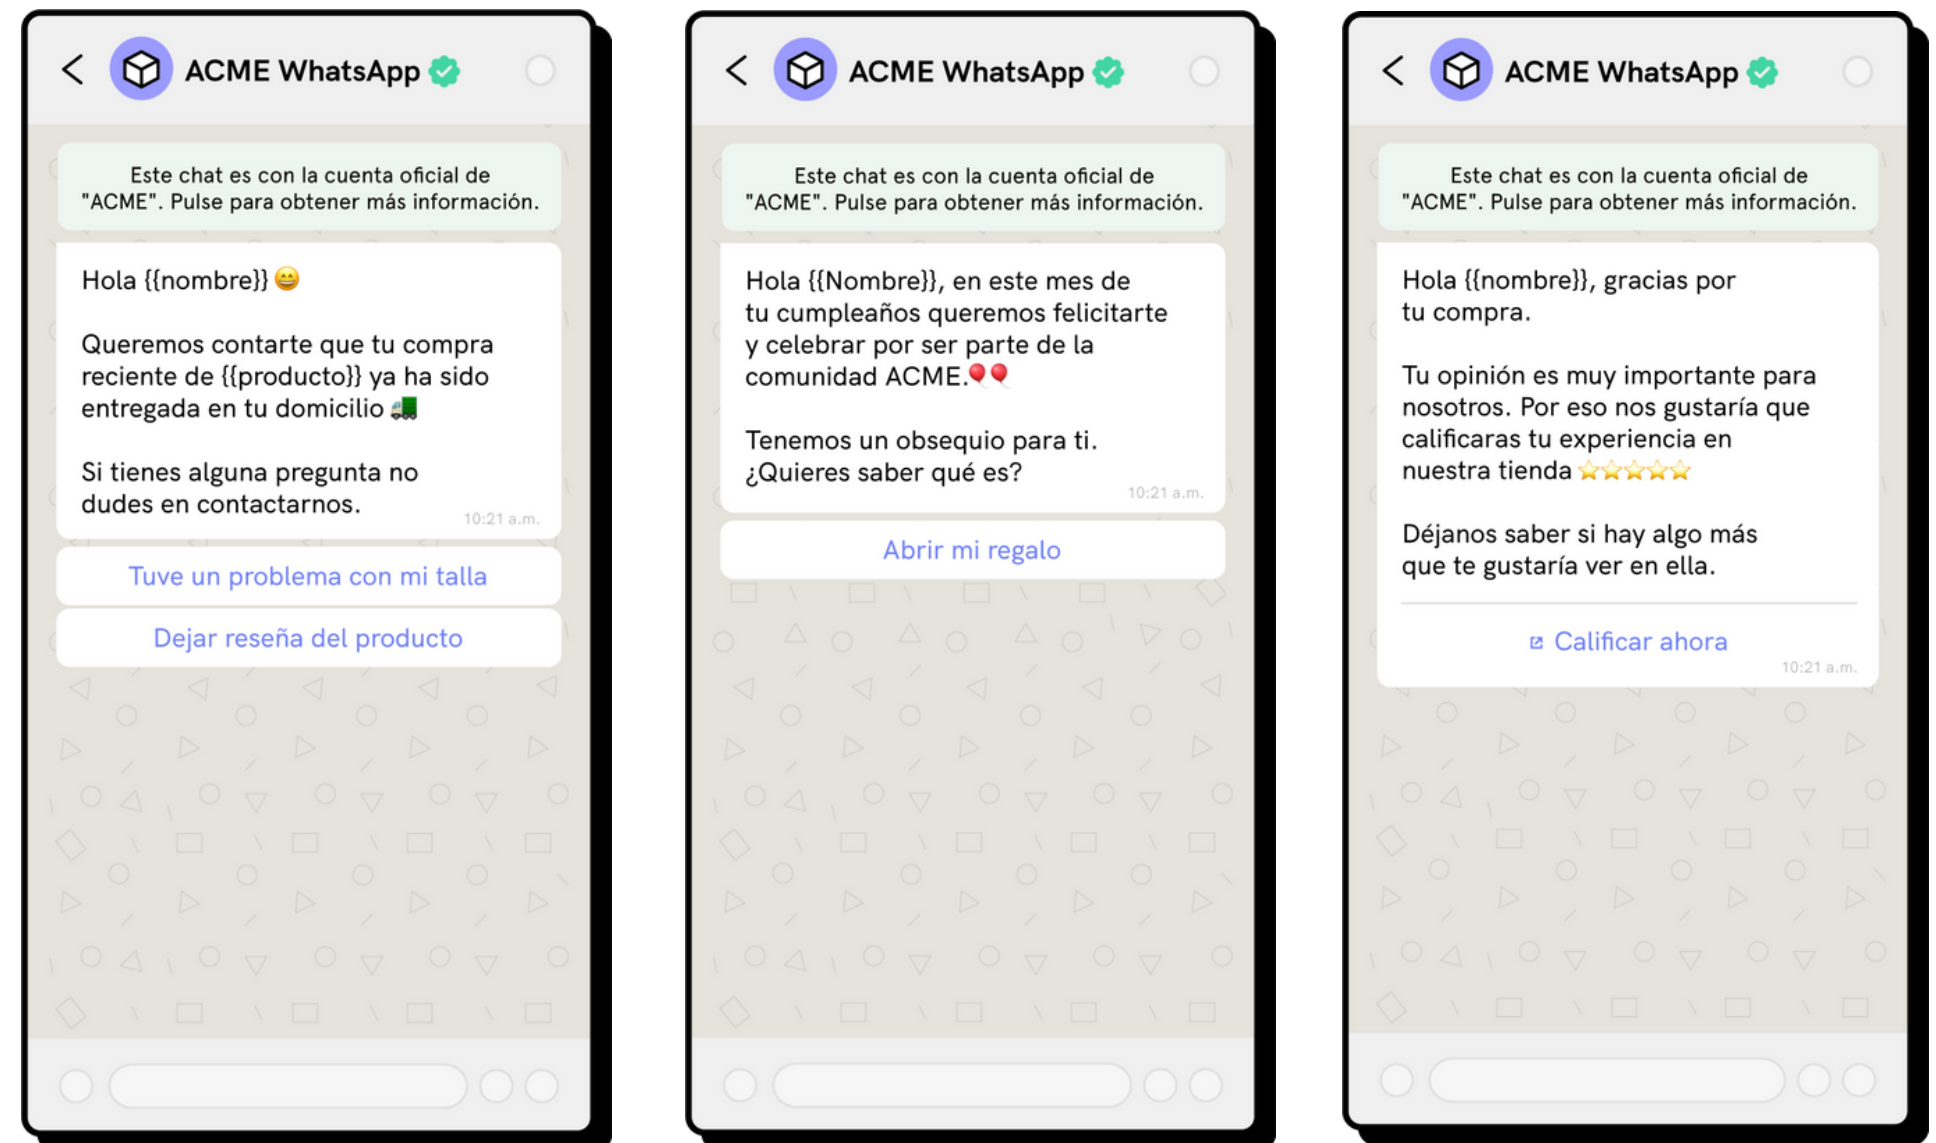 ACME WhatsApp
Este chat es con la cuenta oficial de
"ACME". Pulse para obtener más información.
Hola {{nombre}} 😄
Queremos contarte que tu compra
reciente de {{producto}} ya ha sido
entregada en tu domicilio 🚛
Si tienes alguna pregunta no
dudes en contactarnos.
10:21 a.m.
Tuve un problema con mi talla
Dejar reseña del producto
ACME WhatsApp
Este chat es con la cuenta oficial de
"ACME". Pulse para obtener más información.
Hola {{Nombre}}, en este mes de
tu cumpleaños queremos felicitarte
y celebrar por ser parte de la
comunidad ACME.🎈🎈
Tenemos un obsequio para ti.
¿Quieres saber qué es?
10:21 a.m.
Abrir mi regalo
ACME WhatsApp
Este chat es con la cuenta oficial de
"ACME". Pulse para obtener más información.
Hola {{nombre}}, gracias por
tu compra.
Tu opinión es muy importante para
nosotros. Por eso nos gustaría que
calificaras tu experiencia en
nuestra tienda ⭐⭐⭐⭐⭐
Déjanos saber si hay algo más
que te gustaría ver en ella.
Calificar ahora
10:21 a.m.